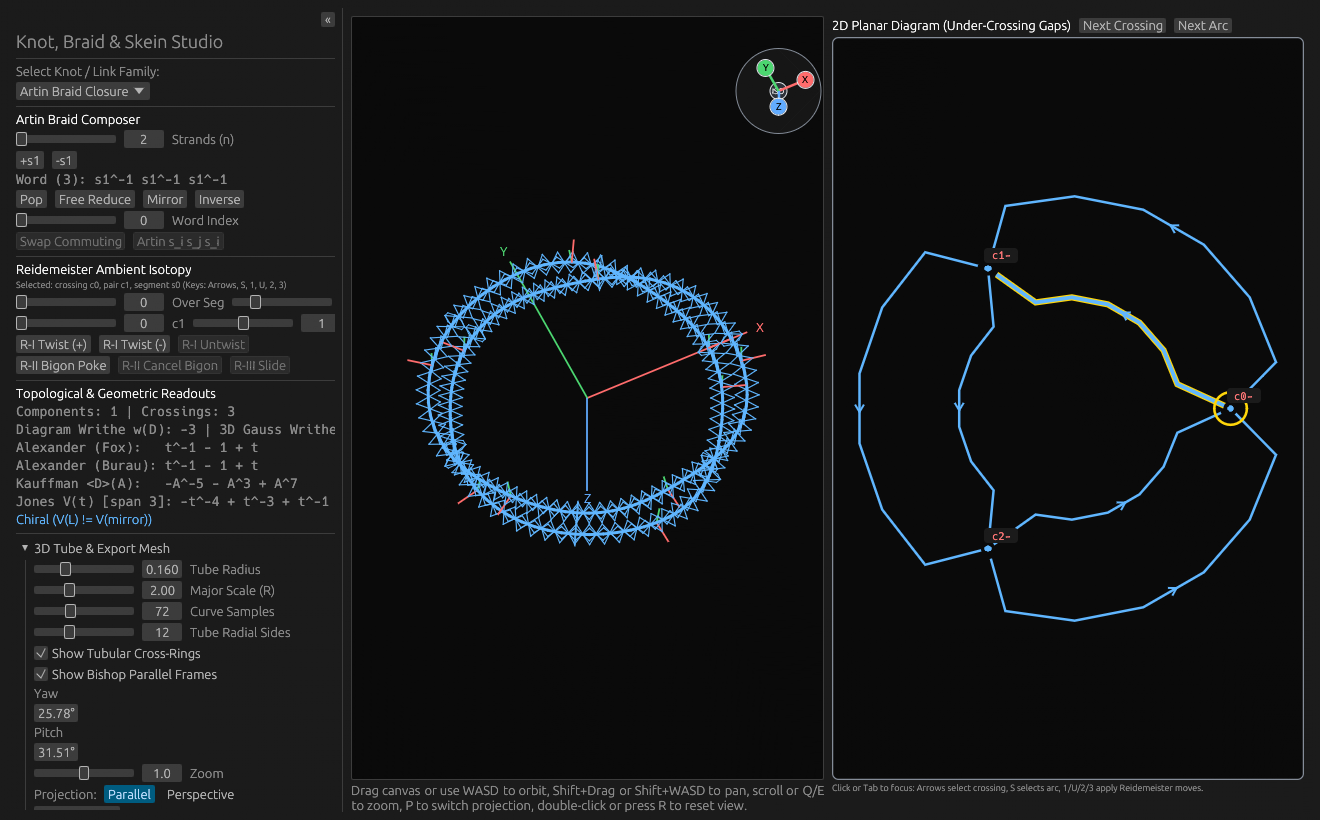 «
Knot, Braid & Skein Studio
Select Knot / Link Family:
Artin Braid Closure
Artin Braid Composer
2 Strands (n)
+s1 -s1
Word (3): s1^-1 s1^-1 s1^-1
Pop Free Reduce Mirror Inverse
0 Word Index
Swap Commuting Artin s_i s_j s_i
Reidemeister Ambient Isotopy
Selected: crossing c0, pair c1, segment s0 (Keys: Arrows, S, 1, U, 2, 3)
0 Over Seg
0 c1 1
R-I Twist (+) R-I Twist (-) R-I Untwist
R-II Bigon Poke R-II Cancel Bigon R-III Slide
Topological & Geometric Readouts
Components: 1 | Crossings: 3
Diagram Writhe w(D): -3 | 3D Gauss Writhe
Alexander (Fox): t^-1 - 1 + t
Alexander (Burau): t^-1 - 1 + t
Kauffman <D>(A): -A^-5 - A^3 + A^7
Jones V(t) [span 3]: -t^-4 + t^-3 + t^-1
Chiral (V(L) != V(mirror))
3D Tube & Export Mesh
0.160 Tube Radius
2.00 Major Scale (R)
72 Curve Samples
12 Tube Radial Sides
Show Tubular Cross-Rings
Show Bishop Parallel Frames
Yaw
25.78°
Pitch
31.51°
1.0 Zoom
Projection: Parallel Perspective
Y
X
Z
Y
X
Z
Drag canvas or use WASD to orbit, Shift+Drag or Shift+WASD to pan, scroll or Q/E
to zoom, P to switch projection, double-click or press R to reset view.
2D Planar Diagram (Under-Crossing Gaps) Next Crossing Next Arc
c1-
c0-
c2-
Click or Tab to focus: Arrows select crossing, S selects arc, 1/U/2/3 apply Reidemeister moves.